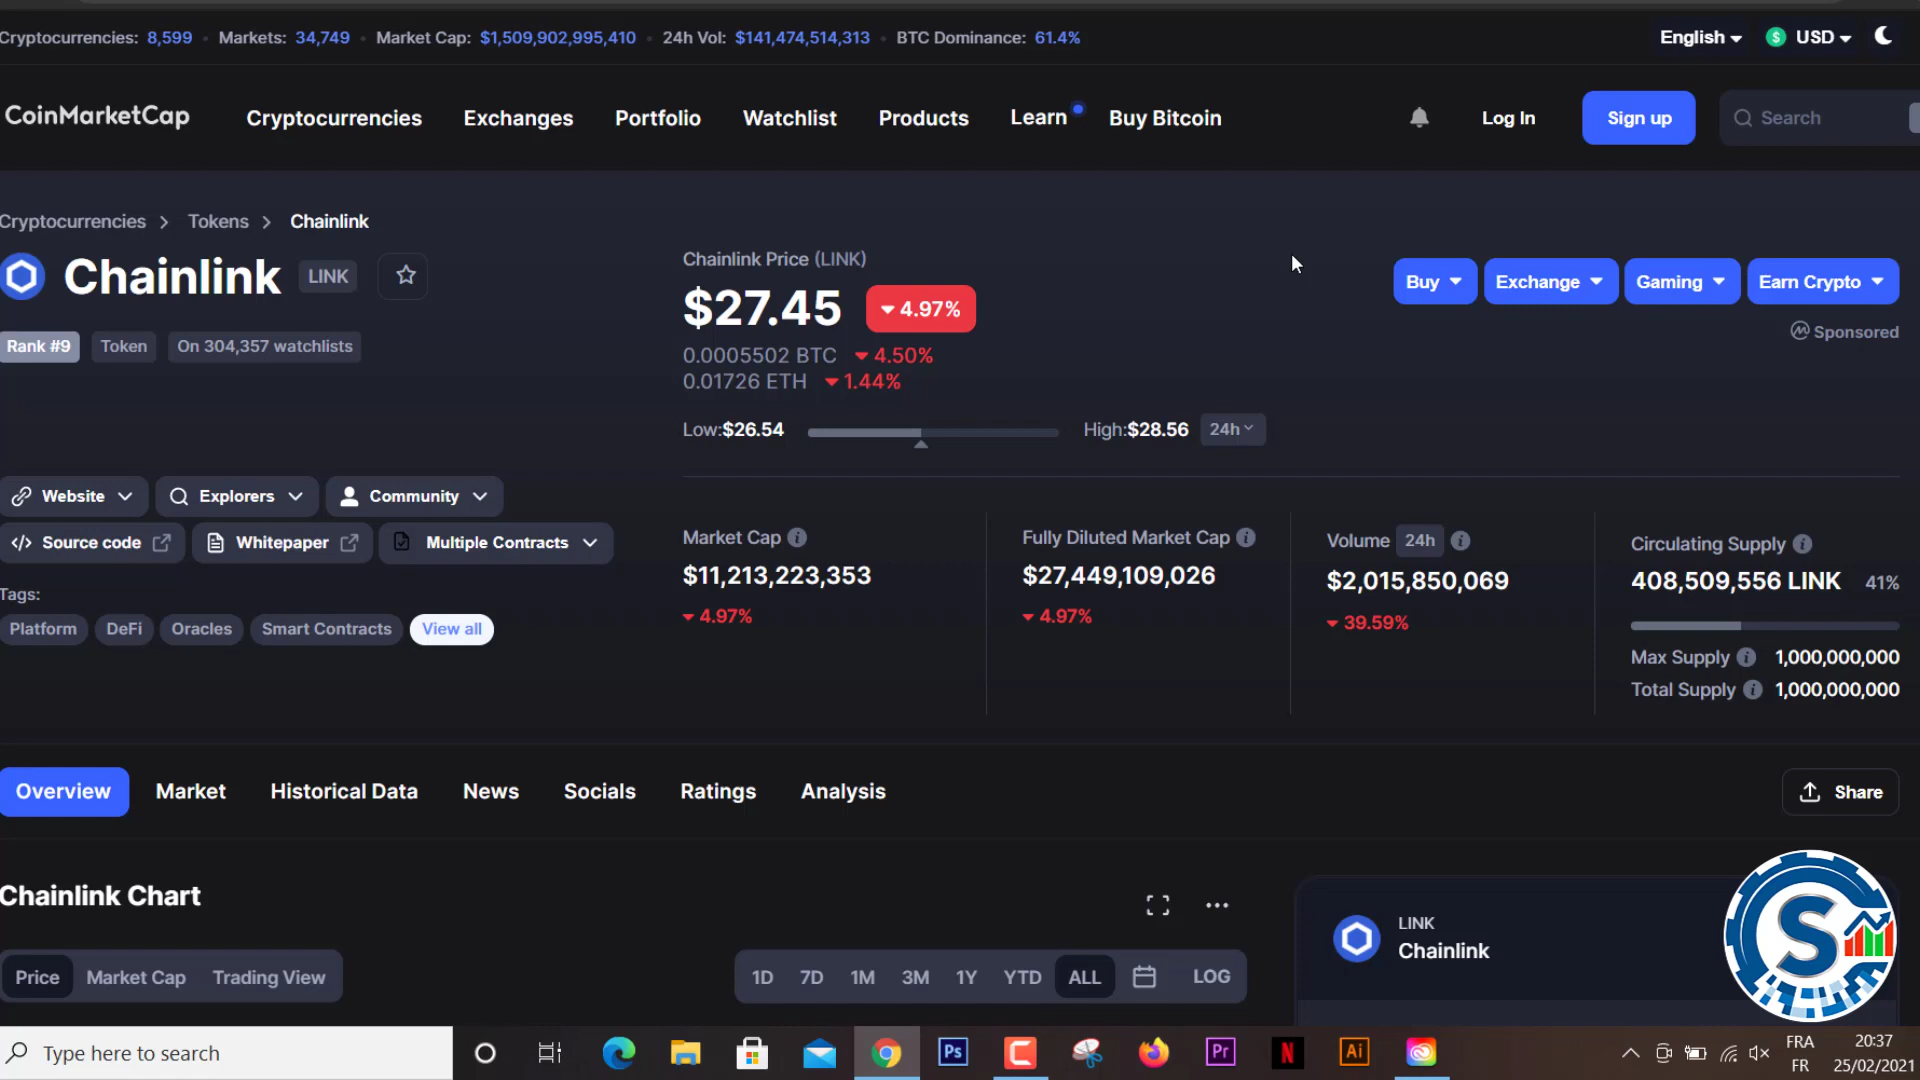 Cryptocurrencies: 8,599 • Markets: 34,749 • Market Cap: $1,509,902,995,410 • 24h Vol: $141,474,514,313 • BTC Dominance: 61.4%
English USD
CoinMarketCap Cryptocurrencies Exchanges Portfolio Watchlist Products Learn Buy Bitcoin Log In Sign up Search
Cryptocurrencies > Tokens > Chainlink
Chainlink LINK
Rank #9 Token On 304,357 watchlists
Chainlink Price (LINK)
$27.45 4.97%
0.0005502 BTC 4.50%
0.01726 ETH 1.44%
Low:$26.54 High:$28.56 24h
Buy Exchange Gaming Earn Crypto
Sponsored
Website Explorers Community
Source code Whitepaper Multiple Contracts
Tags:
Platform DeFi Oracles Smart Contracts View all
Market Cap
$11,213,223,353
4.97%
Fully Diluted Market Cap
$27,449,109,026
4.97%
Volume 24h
$2,015,850,069
39.59%
Circulating Supply
408,509,556 LINK 41%
Max Supply 1,000,000,000
Total Supply 1,000,000,000
Overview Market Historical Data News Socials Ratings Analysis Share
Chainlink Chart
Price Market Cap Trading View
1D 7D 1M 3M 1Y YTD ALL LOG
LINK
Chainlink
S
Type here to search
Ps Pr N Ai
FRA
FR
20:37
25/02/2021